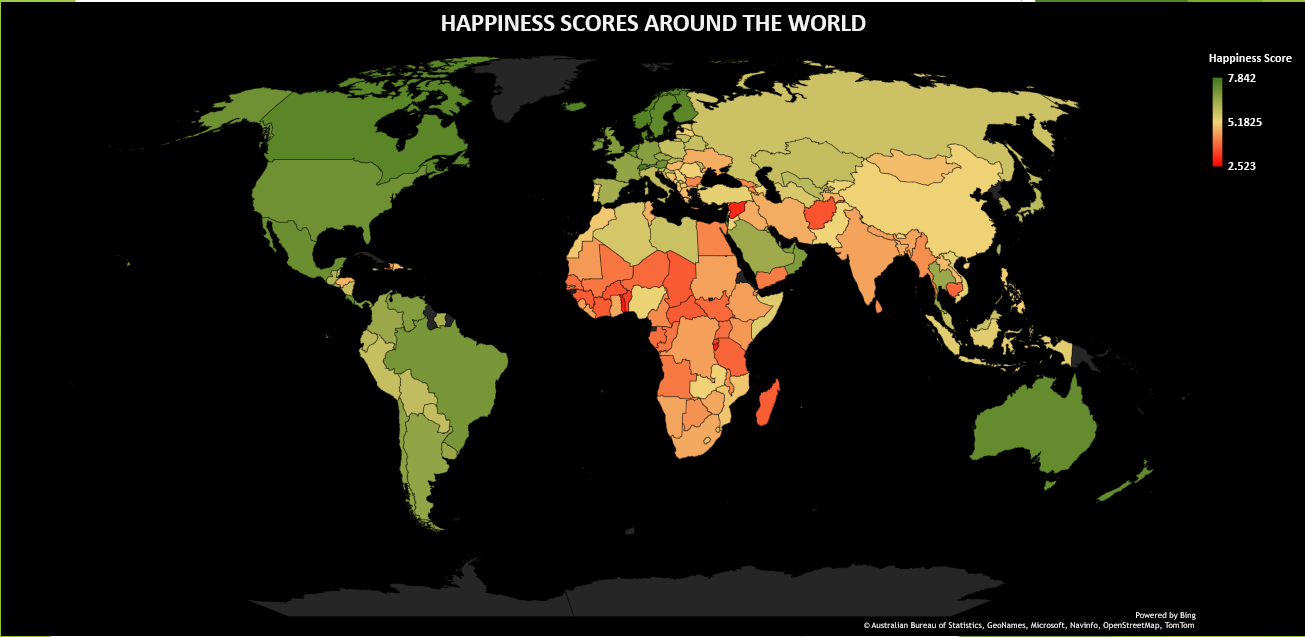 HAPPINESS SCORES AROUND THE WORLD
Happiness Score
7.842
5.1825
2.523
Powered by Bing
© Australian Bureau of Statistics, GeoNames, Microsoft, Navinfo, OpenStreetMap, TomTom